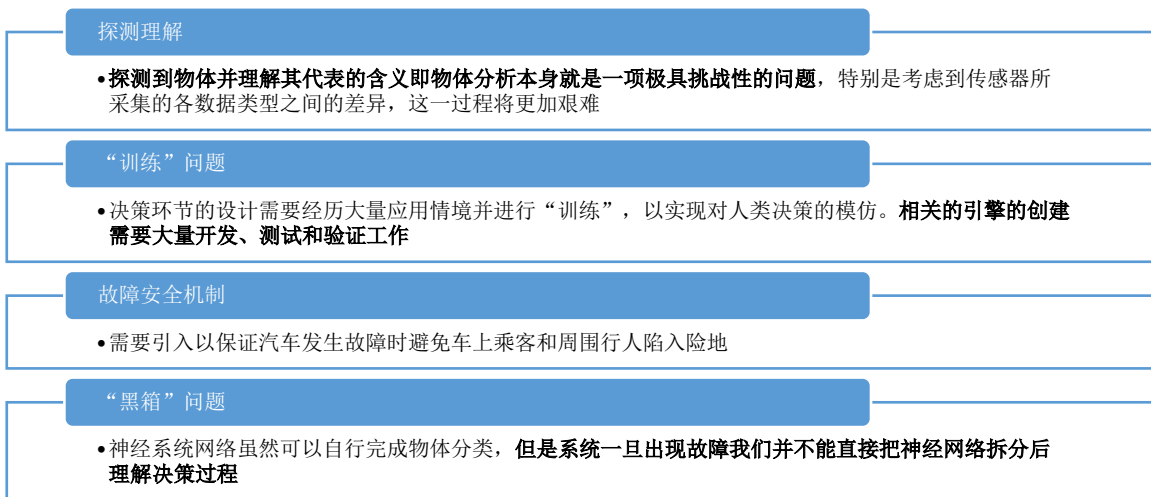 探测理解
•探测到物体并理解其代表的含义即物体分析本身就是一项极具挑战性的问题，特别是考虑到传感器所
采集的各数据类型之间的差异，这一过程将更加艰难
“训练”问题
•决策环节的设计需要经历大量应用情境并进行“训练”，以实现对人类决策的模仿。相关的引擎的创建
需要大量开发、测试和验证工作
故障安全机制
•需要引入以保证汽车发生故障时避免车上乘客和周围行人陷入险地
“黑箱”问题
•神经系统网络虽然可以自行完成物体分类，但是系统一旦出现故障我们并不能直接把神经网络拆分后
理解决策过程